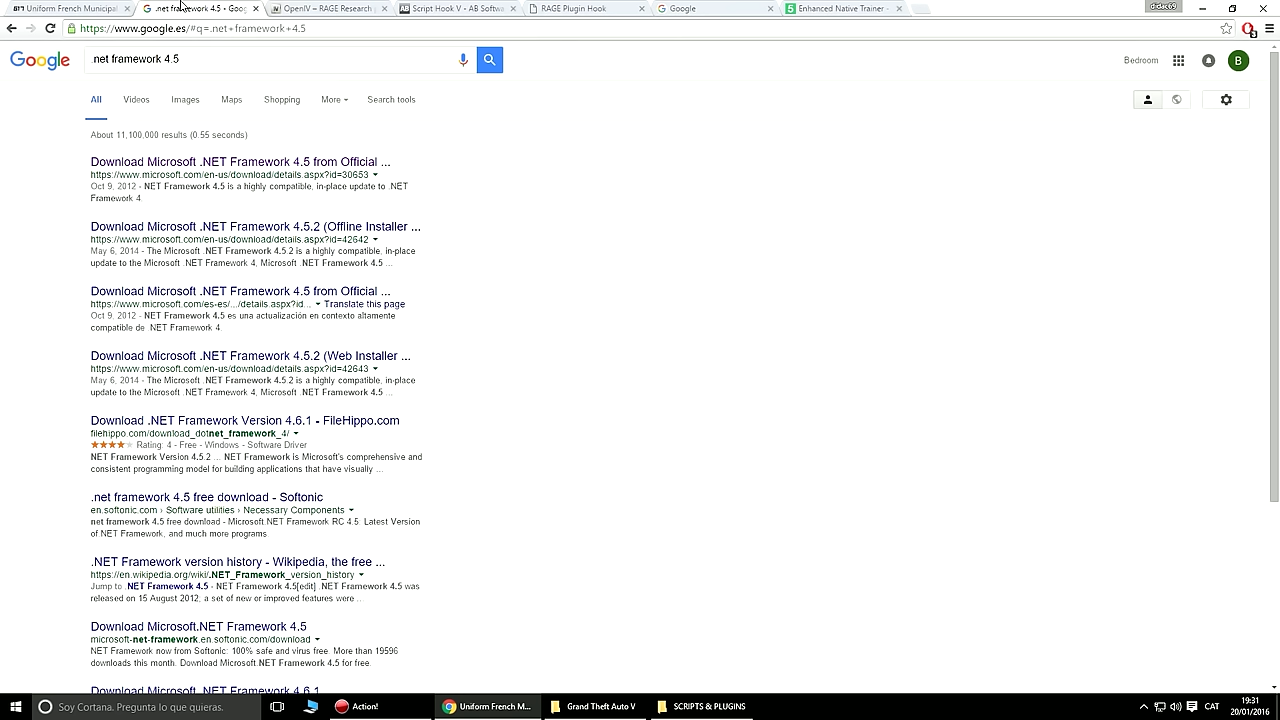 Uniform French Municipal
.net framework 4.5 - Goog
OpenIV – RAGE Research
Script Hook V - AB Softwa
RAGE Plugin Hook
Google
Enhanced Native Trainer -
https://www.google.es/#q=.net+framework+4.5
Google
.net framework 4.5
Bedroom
B
All
Videos
Images
Maps
Shopping
More
Search tools
About 11,100,000 results (0.55 seconds)
Download Microsoft .NET Framework 4.5 from Official ...
https://www.microsoft.com/en-us/download/details.aspx?id=30653
Oct 9, 2012 - NET Framework 4.5 is a highly compatible, in-place update to .NET
Framework 4.
Download Microsoft .NET Framework 4.5.2 (Offline Installer ...
https://www.microsoft.com/en-us/download/details.aspx?id=42642
May 6, 2014 - The Microsoft .NET Framework 4.5.2 is a highly compatible, in-place
update to the Microsoft .NET Framework 4, Microsoft .NET Framework 4.5 ...
Download Microsoft .NET Framework 4.5 from Official ...
https://www.microsoft.com/es-es/.../details.aspx?id... Translate this page
Oct 9, 2012 - .NET Framework 4.5 es una actualización en contexto altamente
compatible de .NET Framework 4.
Download Microsoft .NET Framework 4.5.2 (Web Installer ...
https://www.microsoft.com/en-us/download/details.aspx?id=42643
May 6, 2014 - The Microsoft .NET Framework 4.5.2 is a highly compatible, in-place
update to the Microsoft .NET Framework 4, Microsoft .NET Framework 4.5 ...
Download .NET Framework Version 4.6.1 - FileHippo.com
filehippo.com/download_dotnet_framework_4/
Rating: 4 - Free - Windows - Software Driver
NET Framework Version 4.5.2 ... NET Framework is Microsoft's comprehensive and
consistent programming model for building applications that have visually ...
.net framework 4.5 free download - Softonic
en.softonic.com › Software utilities › Necessary Components
net framework 4.5 free download - Microsoft.NET Framework RC 4.5: Latest Version
of NET Framework, and much more programs.
.NET Framework version history - Wikipedia, the free ...
https://en.wikipedia.org/wiki/.NET_Framework_version_history
Jump to .NET Framework 4.5 - NET Framework 4.5[edit] .NET Framework 4.5 was
released on 15 August 2012; a set of new or improved features were ...
Download Microsoft.NET Framework 4.5
microsoft-net-framework.en.softonic.com/download
NET Framework now from Softonic: 100% safe and virus free. More than 19596
downloads this month. Download Microsoft.NET Framework 4.5 for free.
Download Microsoft .NET Framework 4.6.1
Soy Cortana. Pregunta lo que quieras.
Action!
Uniform French M...
Grand Theft Auto V
SCRIPTS & PLUGINS
CAT
19:31
20/01/2016